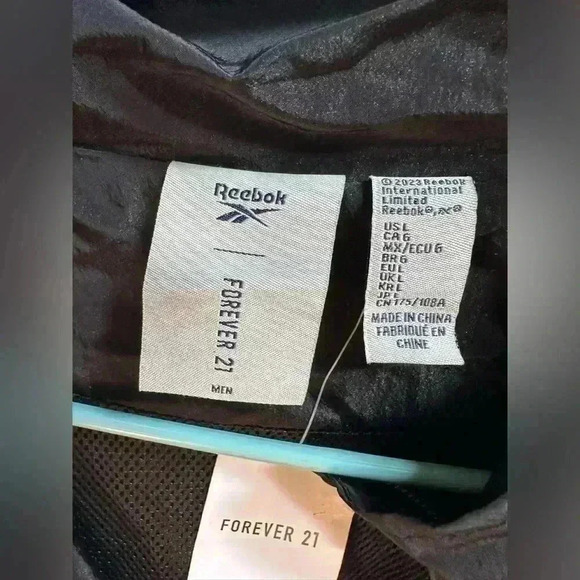 Reebok
FOREVER 21
MEN
©2023 Reebok
International
Limited
Reebok®,
US L
CA G
MX/ECU G
BR G
EU L
UK L
KR L
JP L
CN 175/108A
MADE IN CHINA
FABRIQUÉ EN
CHINE
FOREVER 21